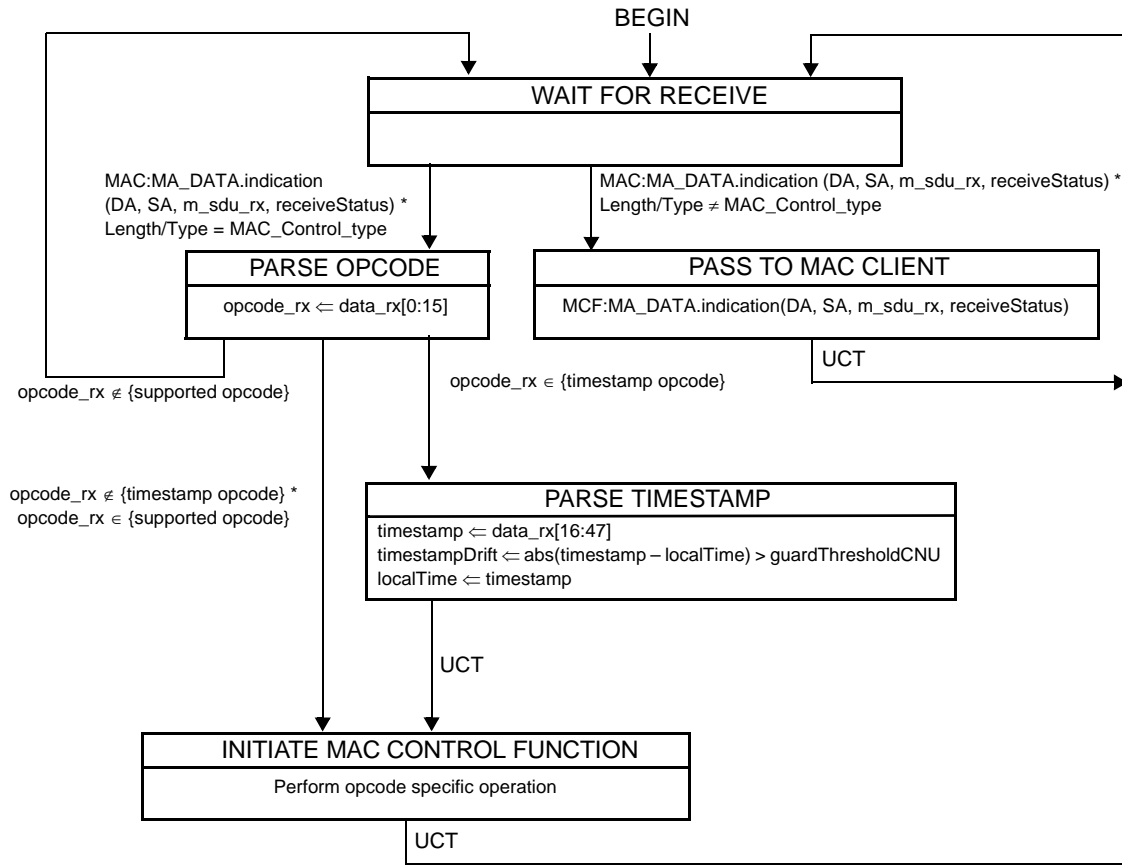 BEGIN
WAIT FOR RECEIVE
MAC:MA_DATA.indication
(DA, SA, m_sdu_rx, receiveStatus) *
Length/Type = MAC_Control_type
MAC:MA_DATA.indication (DA, SA, m_sdu_rx, receiveStatus) *
Length/Type ≠ MAC_Control_type
PARSE OPCODE
opcode_rx ⇐ data_rx[0:15]
PASS TO MAC CLIENT
MCF:MA_DATA.indication(DA, SA, m_sdu_rx, receiveStatus)
UCT
opcode_rx ∉ {supported opcode}
opcode_rx ∈ {timestamp opcode}
opcode_rx ∉ {timestamp opcode} *
opcode_rx ∈ {supported opcode}
PARSE TIMESTAMP
timestamp ⇐ data_rx[16:47]
timestampDrift ⇐ abs(timestamp – localTime) > guardThresholdCNU
localTime ⇐ timestamp
UCT
INITIATE MAC CONTROL FUNCTION
Perform opcode specific operation
UCT